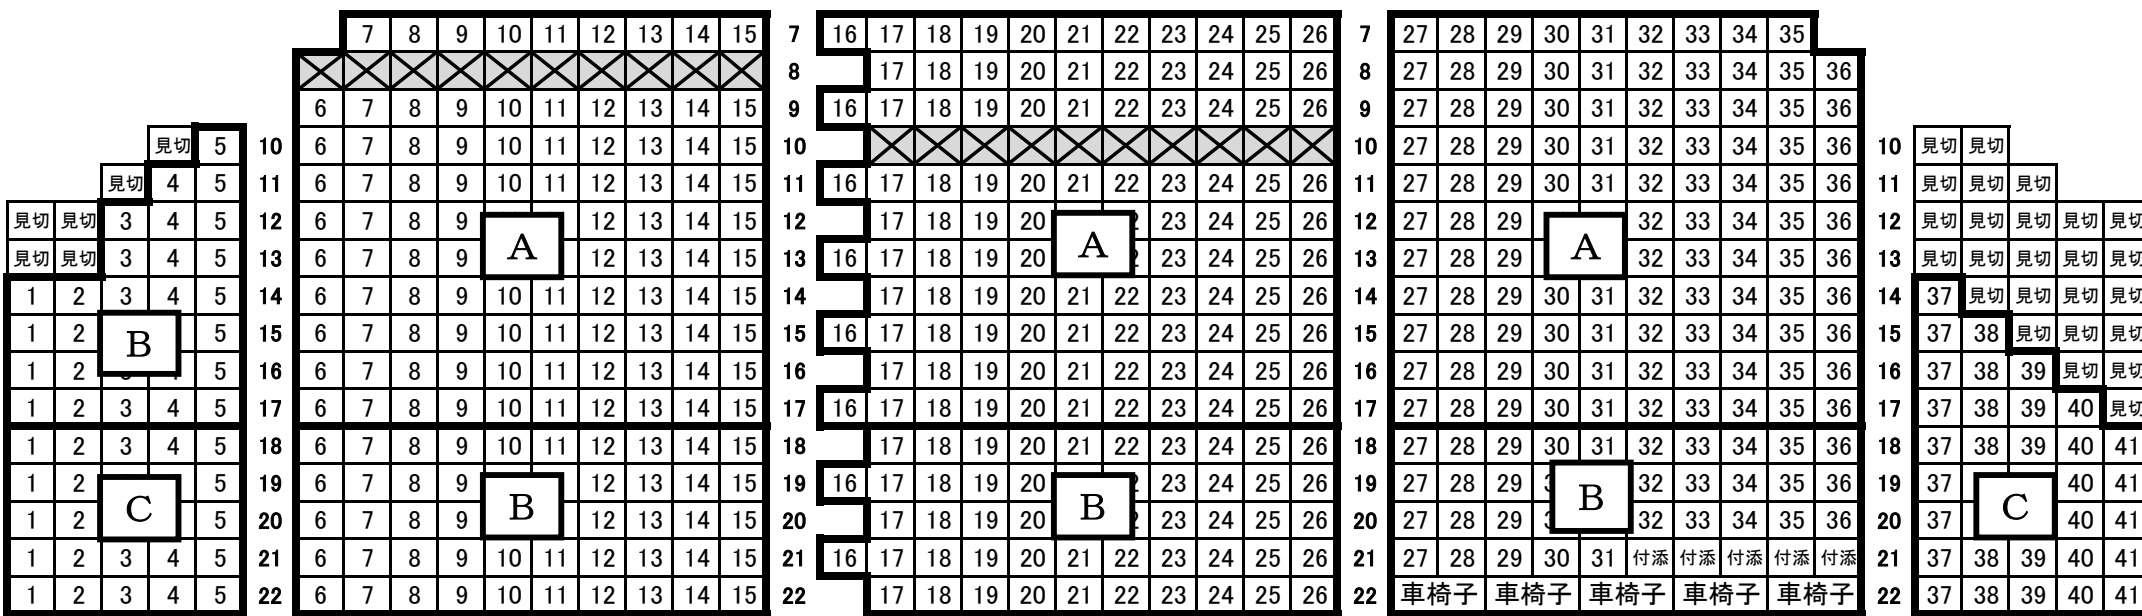 7 8 9 10 11 12 13 14 15 7 16 17 18 19 20 21 22 23 24 25 26 7 27 28 29 30 31 32 33 34 35
8 17 18 19 20 21 22 23 24 25 26 8 27 28 29 30 31 32 33 34 35 36
6 7 8 9 10 11 12 13 14 15 9 16 17 18 19 20 21 22 23 24 25 26 9 27 28 29 30 31 32 33 34 35 36
見切 5 10 6 7 8 9 10 11 12 13 14 15 10 10 27 28 29 30 31 32 33 34 35 36 10 見切 見切
見切 4 5 11 6 7 8 9 10 11 12 13 14 15 11 16 17 18 19 20 21 22 23 24 25 26 11 27 28 29 30 31 32 33 34 35 36 11 見切 見切 見切
見切 見切 3 4 5 12 6 7 8 9 12 13 14 15 12 17 18 19 20 23 24 25 26 12 27 28 29 32 33 34 35 36 12 見切 見切 見切 見切 見切
A A A
見切 見切 3 4 5 13 6 7 8 9 12 13 14 15 13 16 17 18 19 20 23 24 25 26 13 27 28 29 32 33 34 35 36 13 見切 見切 見切 見切 見切
1 2 3 4 5 14 6 7 8 9 10 11 12 13 14 15 14 17 18 19 20 21 22 23 24 25 26 14 27 28 29 30 31 32 33 34 35 36 14 37 見切 見切 見切 見切
1 2 5 15 6 7 8 9 10 11 12 13 14 15 15 16 17 18 19 20 21 22 23 24 25 26 15 27 28 29 30 31 32 33 34 35 36 15 37 38 見切 見切 見切
B
1 2 5 16 6 7 8 9 10 11 12 13 14 15 16 17 18 19 20 21 22 23 24 25 26 16 27 28 29 30 31 32 33 34 35 36 16 37 38 39 見切 見切
1 2 3 4 5 17 6 7 8 9 10 11 12 13 14 15 17 16 17 18 19 20 21 22 23 24 25 26 17 27 28 29 30 31 32 33 34 35 36 17 37 38 39 40 見切
1 2 3 4 5 18 6 7 8 9 10 11 12 13 14 15 18 17 18 19 20 21 22 23 24 25 26 18 27 28 29 30 31 32 33 34 35 36 18 37 38 39 40 41
1 2 5 19 6 7 8 9 12 13 14 15 19 16 17 18 19 20 23 24 25 26 19 27 28 29 32 33 34 35 36 19 37 40 41
C B B B C
1 2 5 20 6 7 8 9 12 13 14 15 20 17 18 19 20 23 24 25 26 20 27 28 29 32 33 34 35 36 20 37 40 41
1 2 3 4 5 21 6 7 8 9 10 11 12 13 14 15 21 16 17 18 19 20 21 22 23 24 25 26 21 27 28 29 30 31 付添 付添 付添 付添 付添 21 37 38 39 40 41
1 2 3 4 5 22 6 7 8 9 10 11 12 13 14 15 22 17 18 19 20 21 22 23 24 25 26 22 車椅子 車椅子 車椅子 車椅子 車椅子 22 37 38 39 40 41